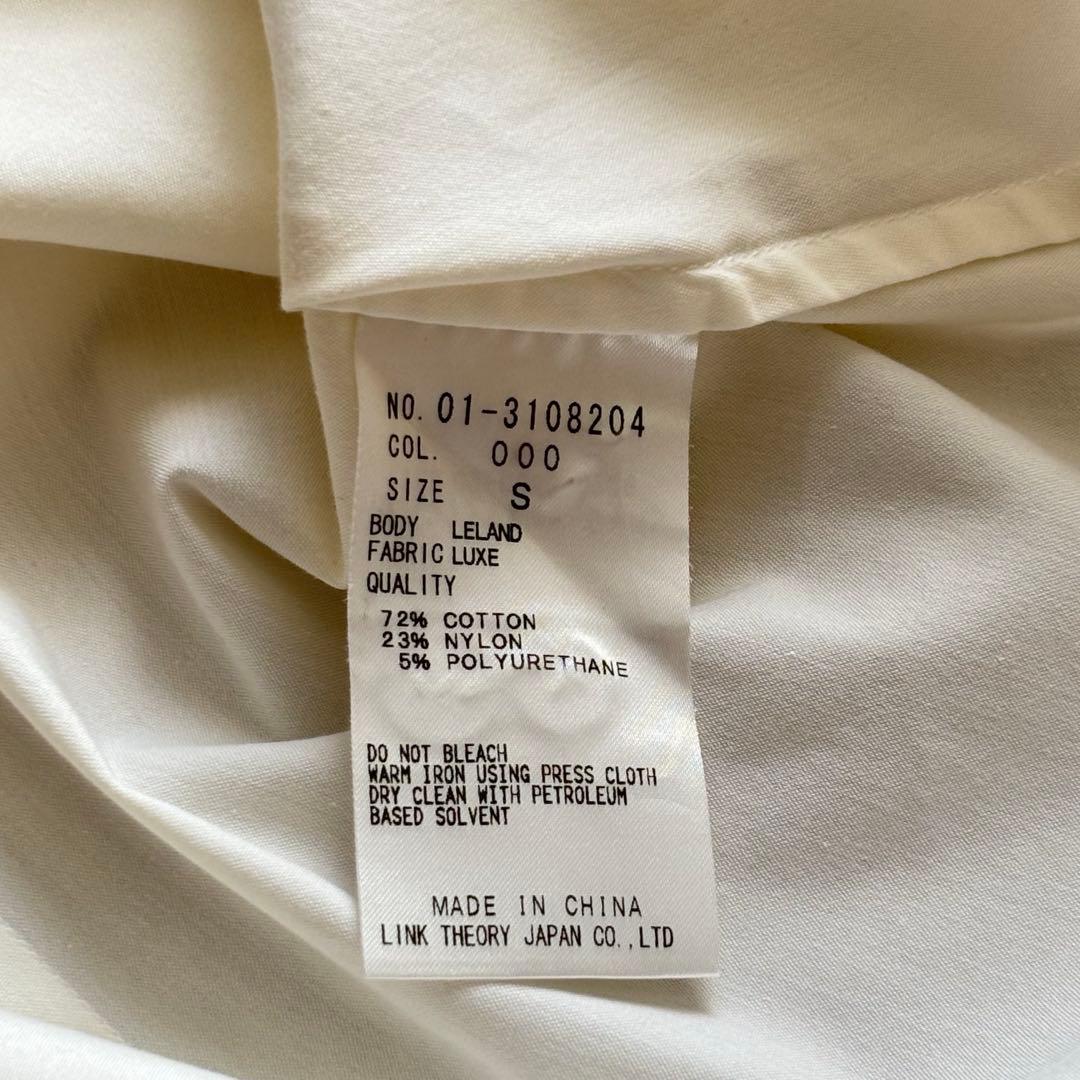 NO. 01-3108204
COL. 000
SIZE S
BODY LELAND
FABRIC LUXE
QUALITY
72% COTTON
23% NYLON
5% POLYURETHANE
DO NOT BLEACH
WARM IRON USING PRESS CLOTH
DRY CLEAN WITH PETROLEUM
BASED SOLVENT
MADE IN CHINA
LINK THEORY JAPAN CO.,LTD